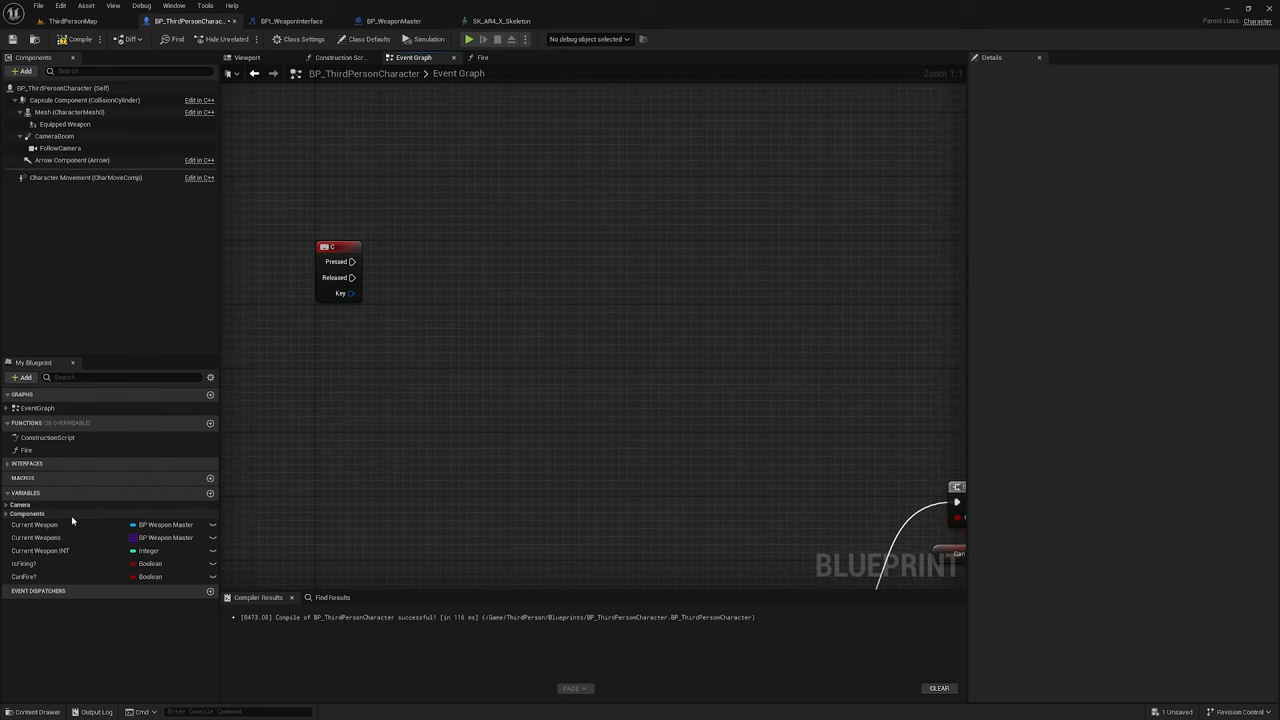 File Edit Asset View Debug Window Tools Help
ThirdPersonMap BP_ThirdPersonCharac... BPI_WeaponInterface BP_WeaponMaster SK_AR4_X_Skeleton Parent class: Character
Compile Diff Find Hide Unrelated Class Settings Class Defaults Simulation No debug object selected
Components Viewport Construction Scr... Event Graph Fire Details
+ Add Search BP_ThirdPersonCharacter > Event Graph Zoom 1:1
BP_ThirdPersonCharacter (Self)
Capsule Component (CollisionCylinder) Edit in C++
Mesh (CharacterMesh0) Edit in C++
Equipped Weapon
CameraBoom
FollowCamera
Arrow Component (Arrow) Edit in C++
Character Movement (CharMoveComp) Edit in C++
C
Pressed
Released
Key
My Blueprint
+ Add Search
GRAPHS
EventGraph
FUNCTIONS (35 OVERRIDABLE)
ConstructionScript
Fire
INTERFACES
MACROS
VARIABLES
Camera
Components
Current Weapon BP Weapon Master
Current Weapons BP Weapon Master
Current Weapon INT Integer
IsFiring? Boolean
CanFire? Boolean
EVENT DISPATCHERS
Can
BLUEPRINT
Compiler Results Find Results
[0473.08] Compile of BP_ThirdPersonCharacter successful! [in 116 ms] (/Game/ThirdPerson/Blueprints/BP_ThirdPersonCharacter.BP_ThirdPersonCharacter)
PAGE CLEAR
Content Drawer Output Log Cmd Enter Console Command 1 Unsaved Revision Control